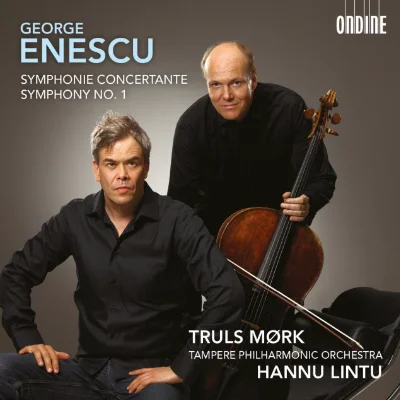 GEORGE
ENESCU
ONDINE
SYMPHONIE CONCERTANTE
SYMPHONY NO. 1
TRULS MØRK
TAMPERE PHILHARMONIC ORCHESTRA
HANNU LINTU